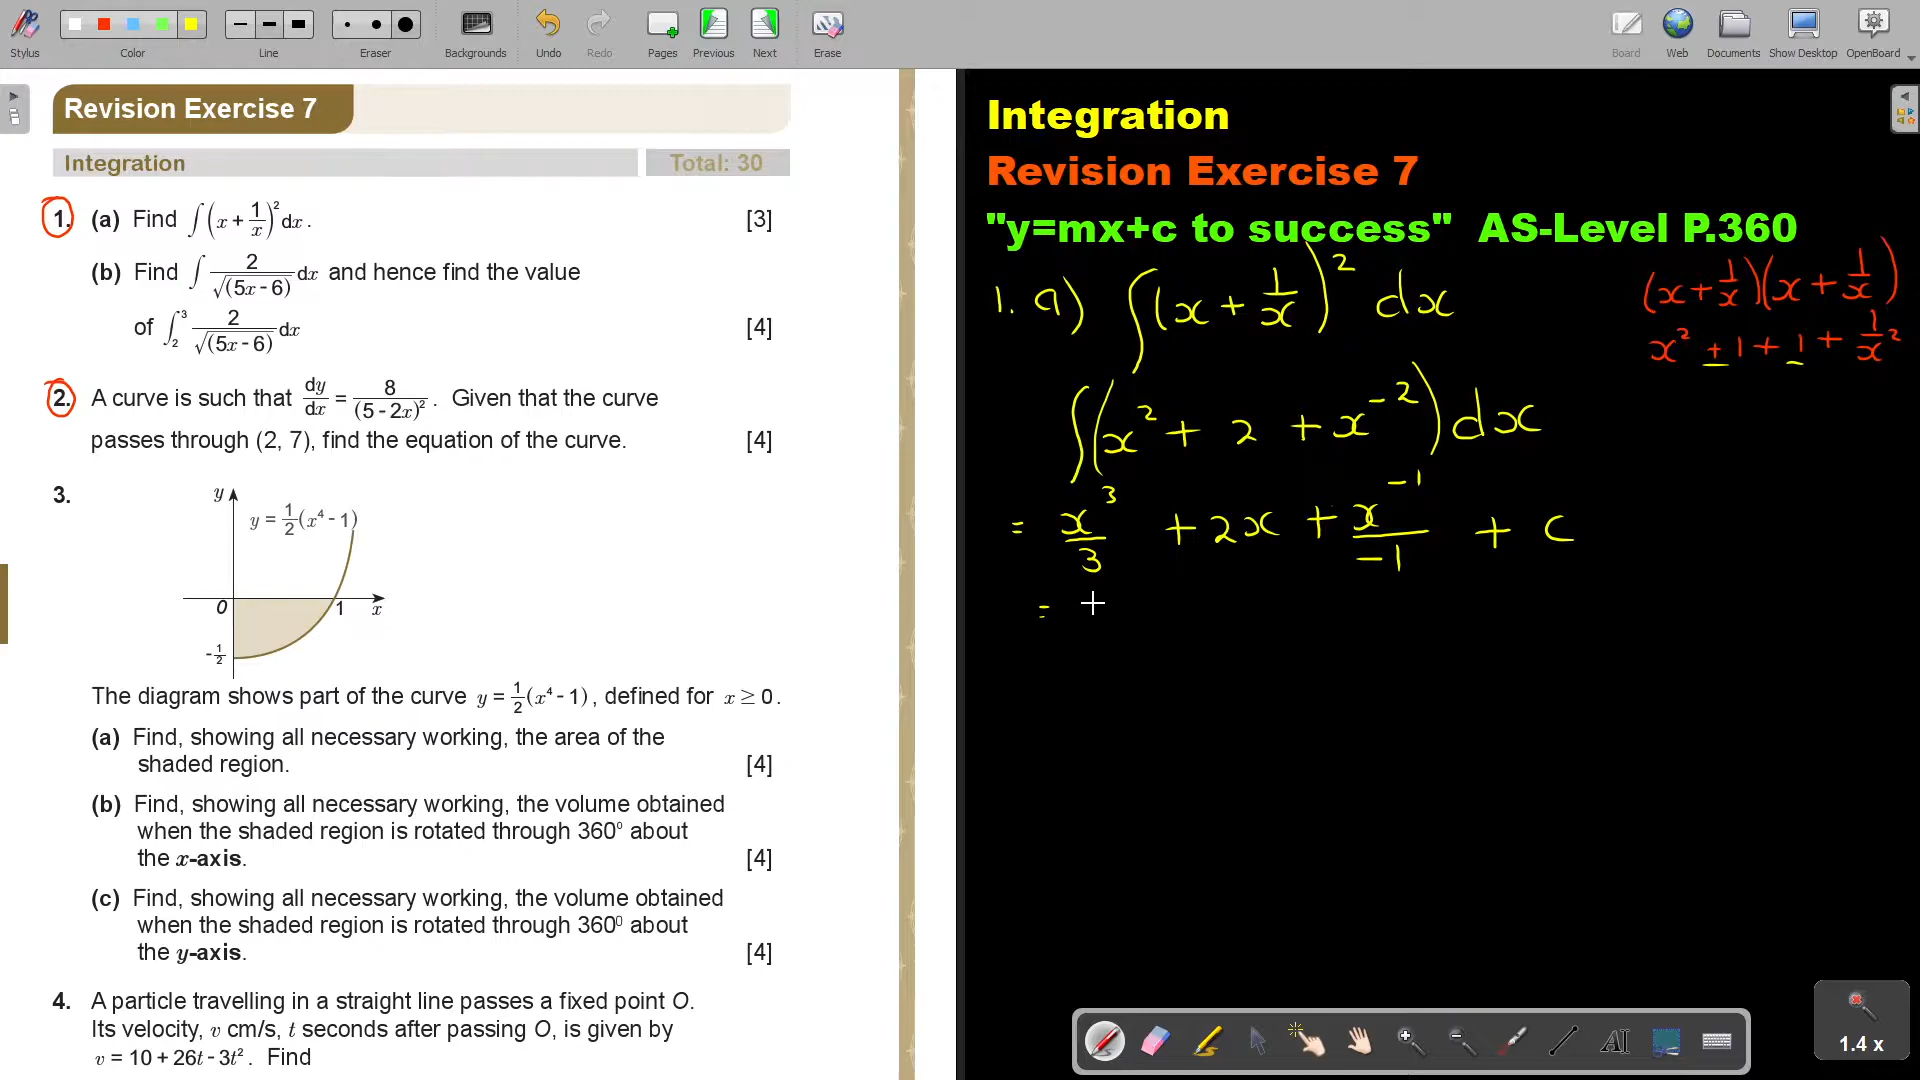 Stylus Color Line Eraser Backgrounds Undo Redo Pages Previous Next Erase Board Web Documents Show Desktop OpenBoard
Revision Exercise 7
Integration Total: 30
1. (a) Find ∫(x + 1/x)² dx. [3]
(b) Find ∫ 2/√(5x - 6) dx and hence find the value
of ∫₂³ 2/√(5x - 6) dx [4]
2. A curve is such that dy/dx = 8/(5 - 2x)². Given that the curve
passes through (2, 7), find the equation of the curve. [4]
3.
y
y = 1/2(x⁴ - 1)
0 1 x
-1/2
The diagram shows part of the curve y = 1/2(x⁴ - 1), defined for x ≥ 0.
(a) Find, showing all necessary working, the area of the
shaded region. [4]
(b) Find, showing all necessary working, the volume obtained
when the shaded region is rotated through 360° about
the x-axis. [4]
(c) Find, showing all necessary working, the volume obtained
when the shaded region is rotated through 360⁰ about
the y-axis. [4]
4. A particle travelling in a straight line passes a fixed point O.
Its velocity, v cm/s, t seconds after passing O, is given by
v = 10 + 26t - 3t². Find
Integration
Revision Exercise 7
"y=mx+c to success" AS-Level P.360
1. a) ∫(x + 1/x)² dx
(x + 1/x)(x + 1/x)
x² + 1 + 1 + 1/x²
∫(x² + 2 + x⁻²) dx
= x³/3 + 2x + x⁻¹/-1 + c
=
1.4 x